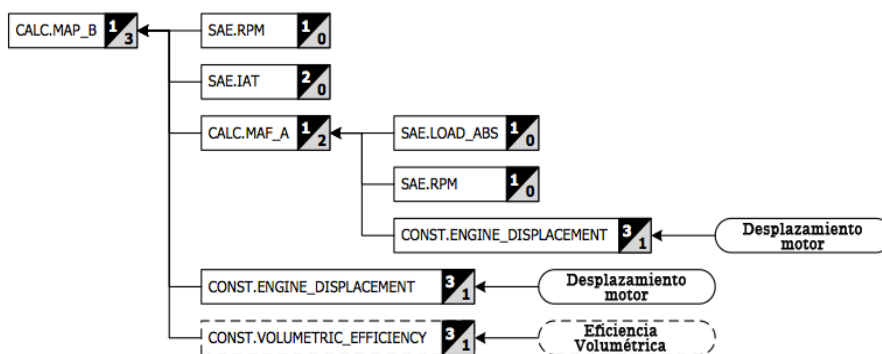 CALC.MAP_B 1/3
SAE.RPM 1/0
SAE.IAT 2/0
CALC.MAF_A 1/2
SAE.LOAD_ABS 1/0
SAE.RPM 1/0
CONST.ENGINE_DISPLACEMENT 3/1
Desplazamiento
motor
CONST.ENGINE_DISPLACEMENT 3/1
Desplazamiento
motor
CONST.VOLUMETRIC_EFFICIENCY 3/1
Eficiencia
Volumétrica